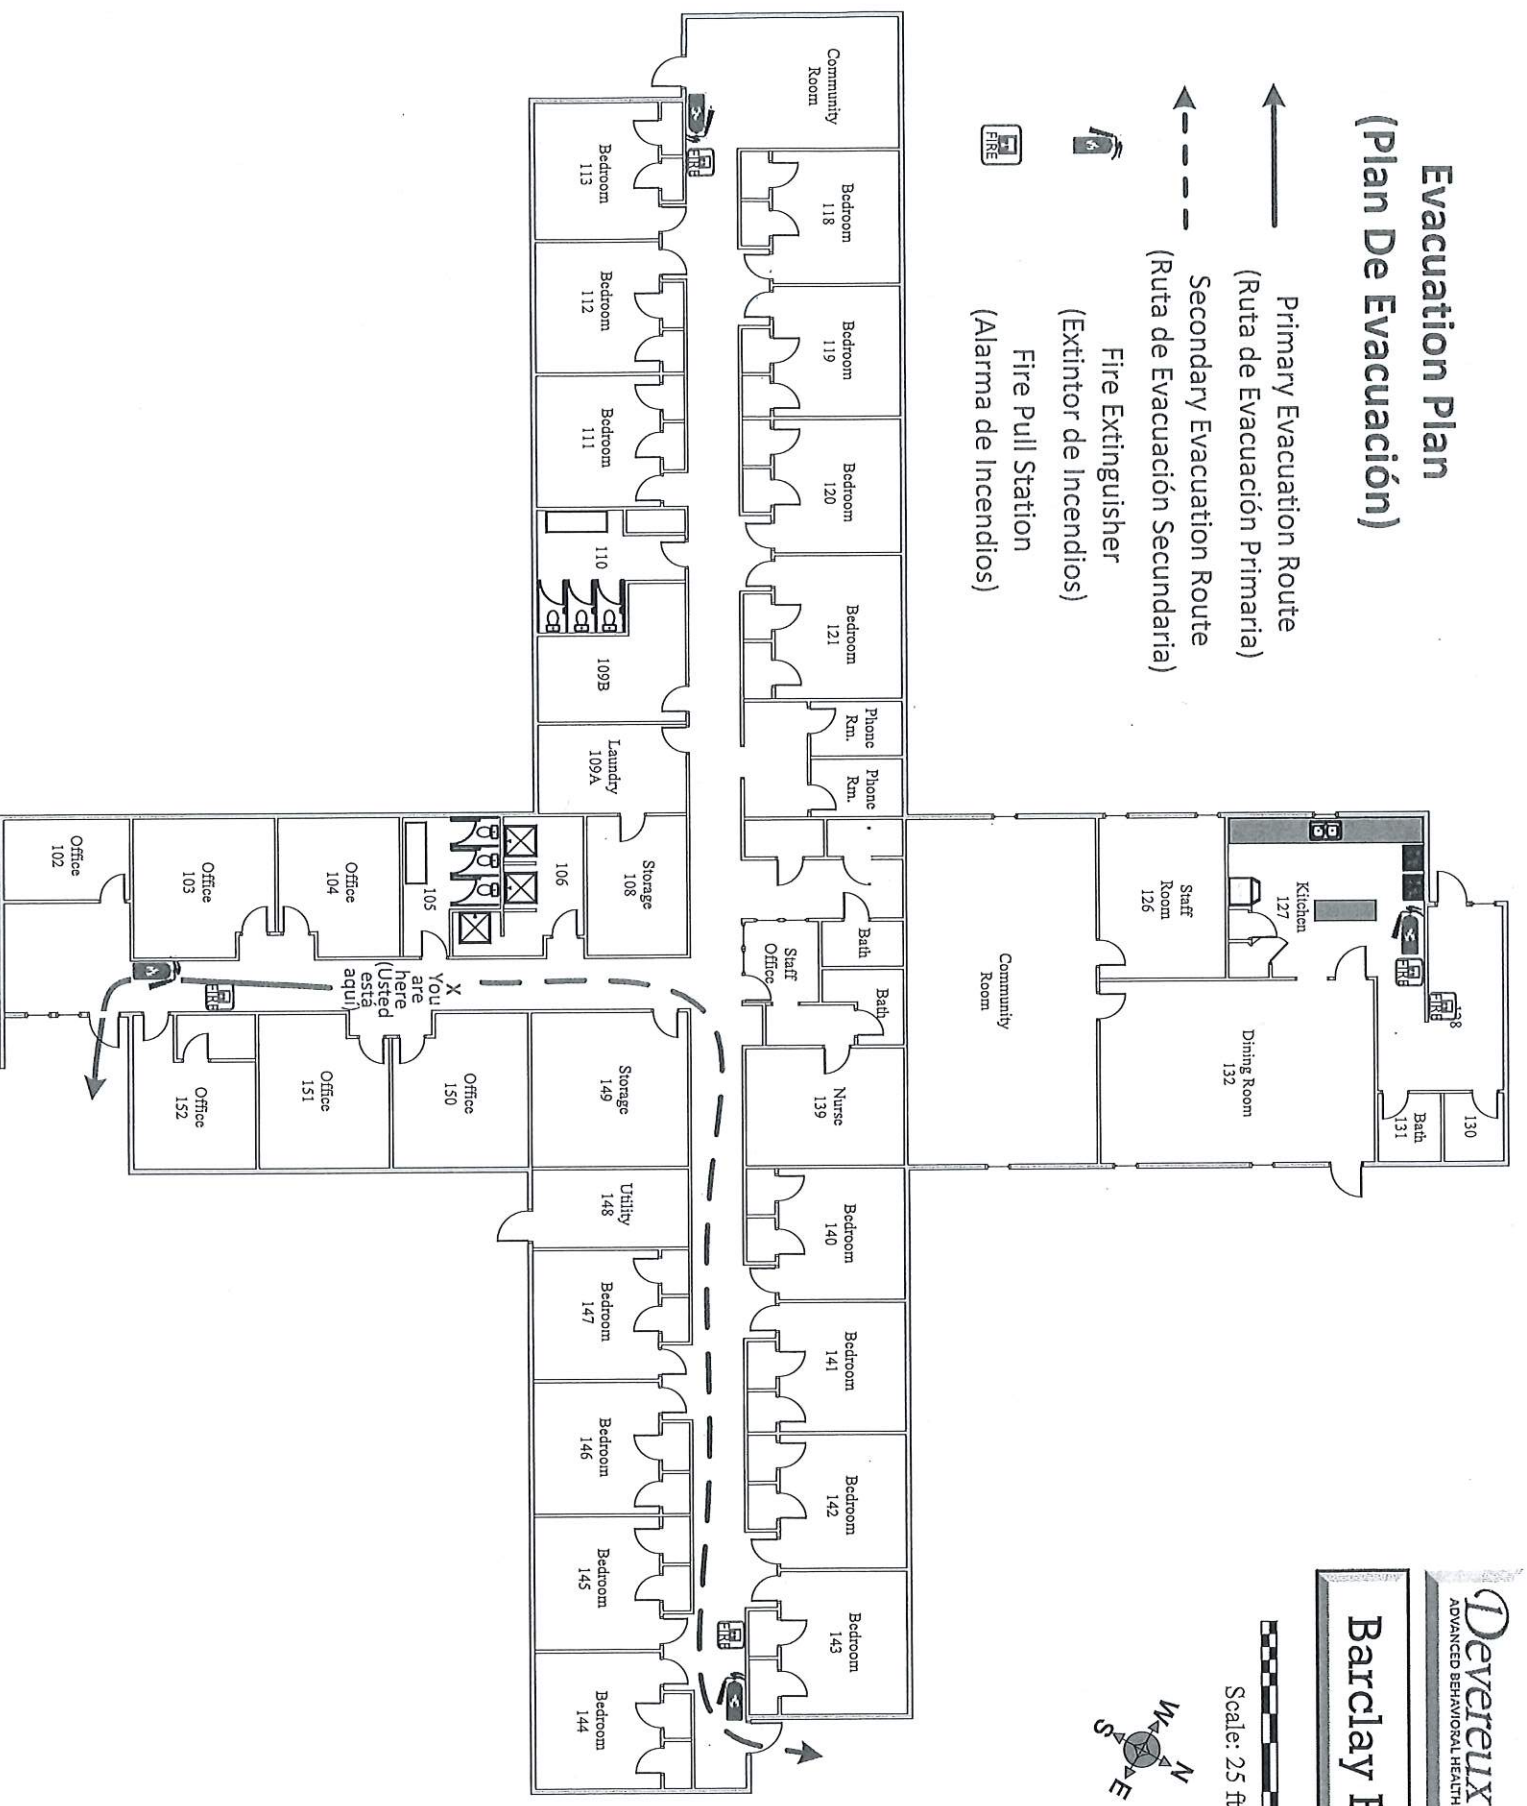 Evacuation Plan
(Plan De Evacuación)
Primary Evacuation Route
(Ruta de Evacuación Primaria)
Secondary Evacuation Route
(Ruta de Evacuación Secundaria)
Fire Extinguisher
(Extintor de Incendios)
FIRE
Fire Pull Station
(Alarma de Incendios)
Devereux
ADVANCED BEHAVIORAL HEALTH
Barclay
Scale: 25 ft
N
W
E
S
128
FIRE
130
Bath
131
Kitchen
127
FIRE
Dining Room
132
Staff
Room
126
Community
Room
Community
Room
Bedroom
118
Bedroom
119
Bedroom
120
Bedroom
121
Phone
Rm.
Phone
Rm.
Bath
Bath
Staff
Office
Nurse
139
Bedroom
140
Bedroom
141
Bedroom
142
Bedroom
143
FIRE
FIRE
Bedroom
113
Bedroom
112
Bedroom
111
110
109B
Laundry
109A
Storage
108
Storage
149
Utility
148
Bedroom
147
Bedroom
146
Bedroom
145
Bedroom
144
106
105
X
You
are
here
(Usted
está
aquí)
Office
150
Office
104
Office
151
Office
103
FIRE
Office
152
Office
102